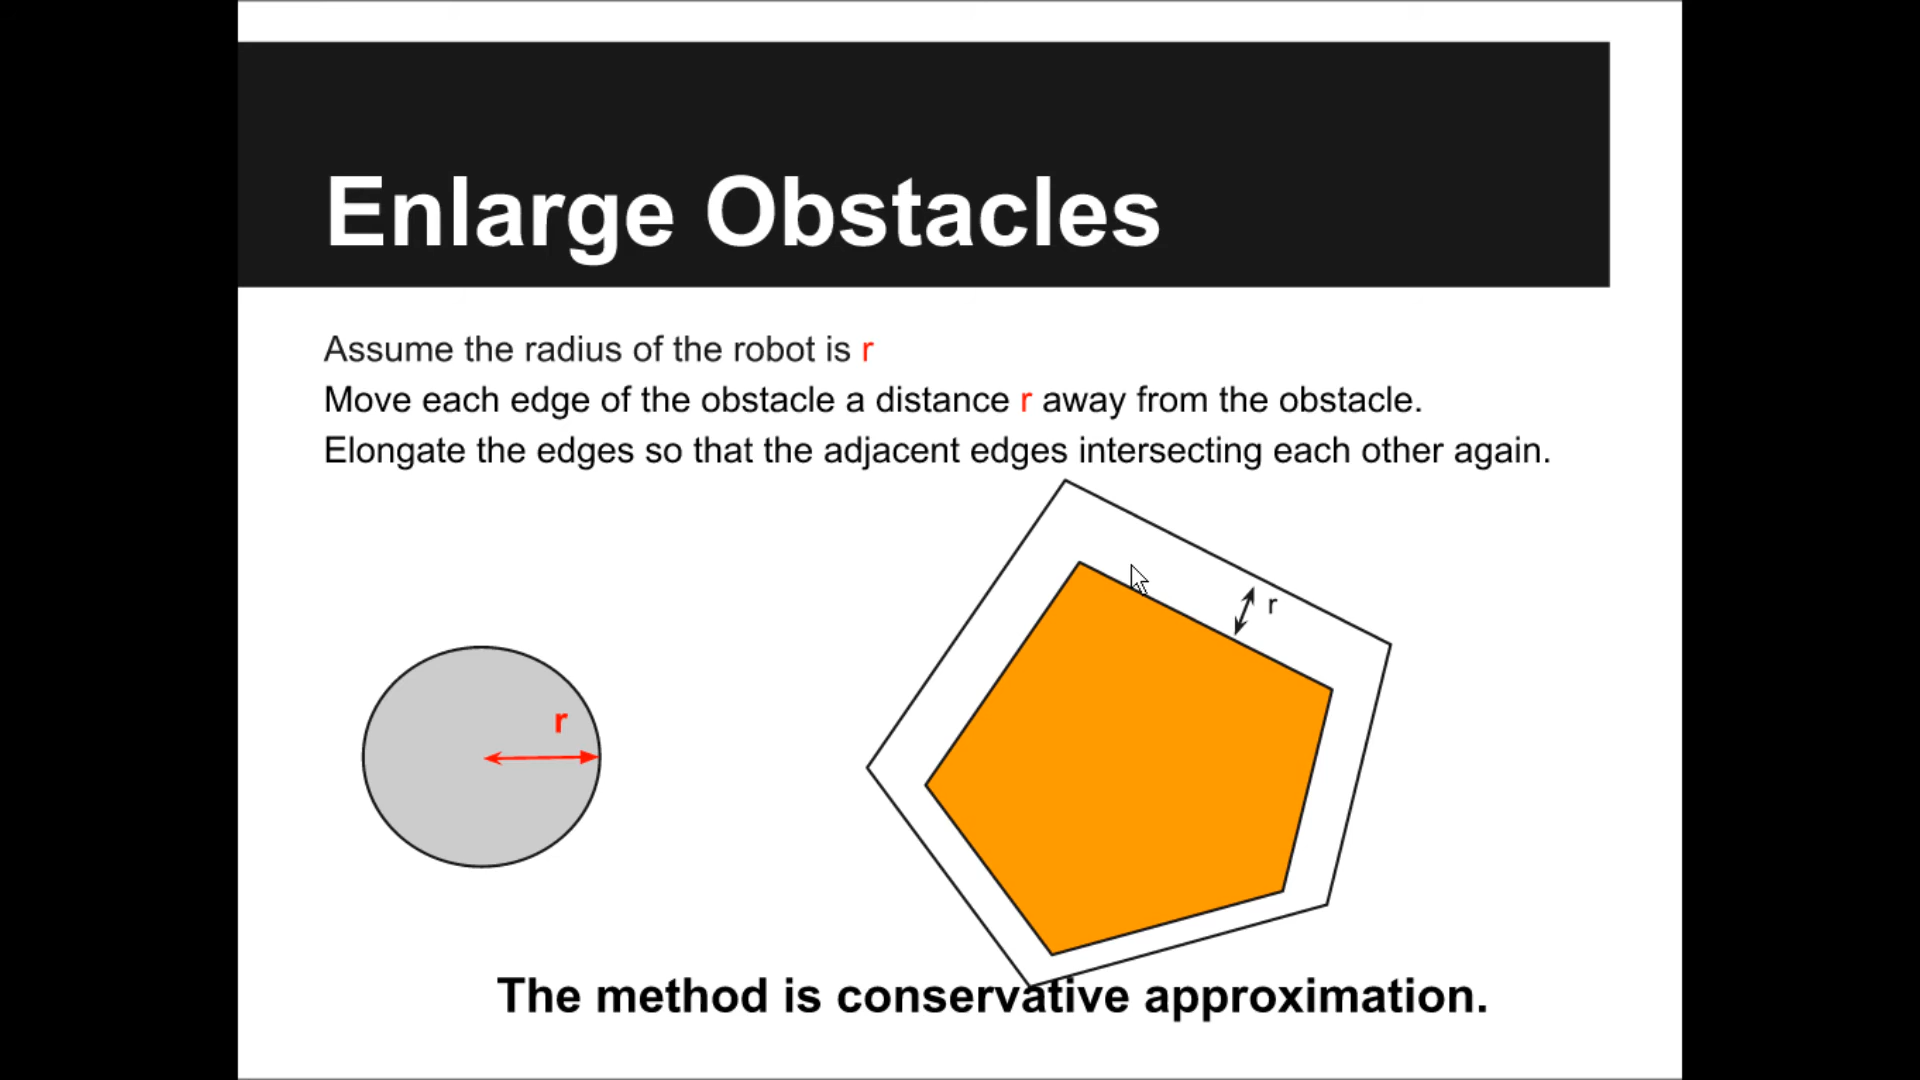 Enlarge Obstacles
Assume the radius of the robot is r
Move each edge of the obstacle a distance r away from the obstacle.
Elongate the edges so that the adjacent edges intersecting each other again.
r
r
The method is conservative approximation.